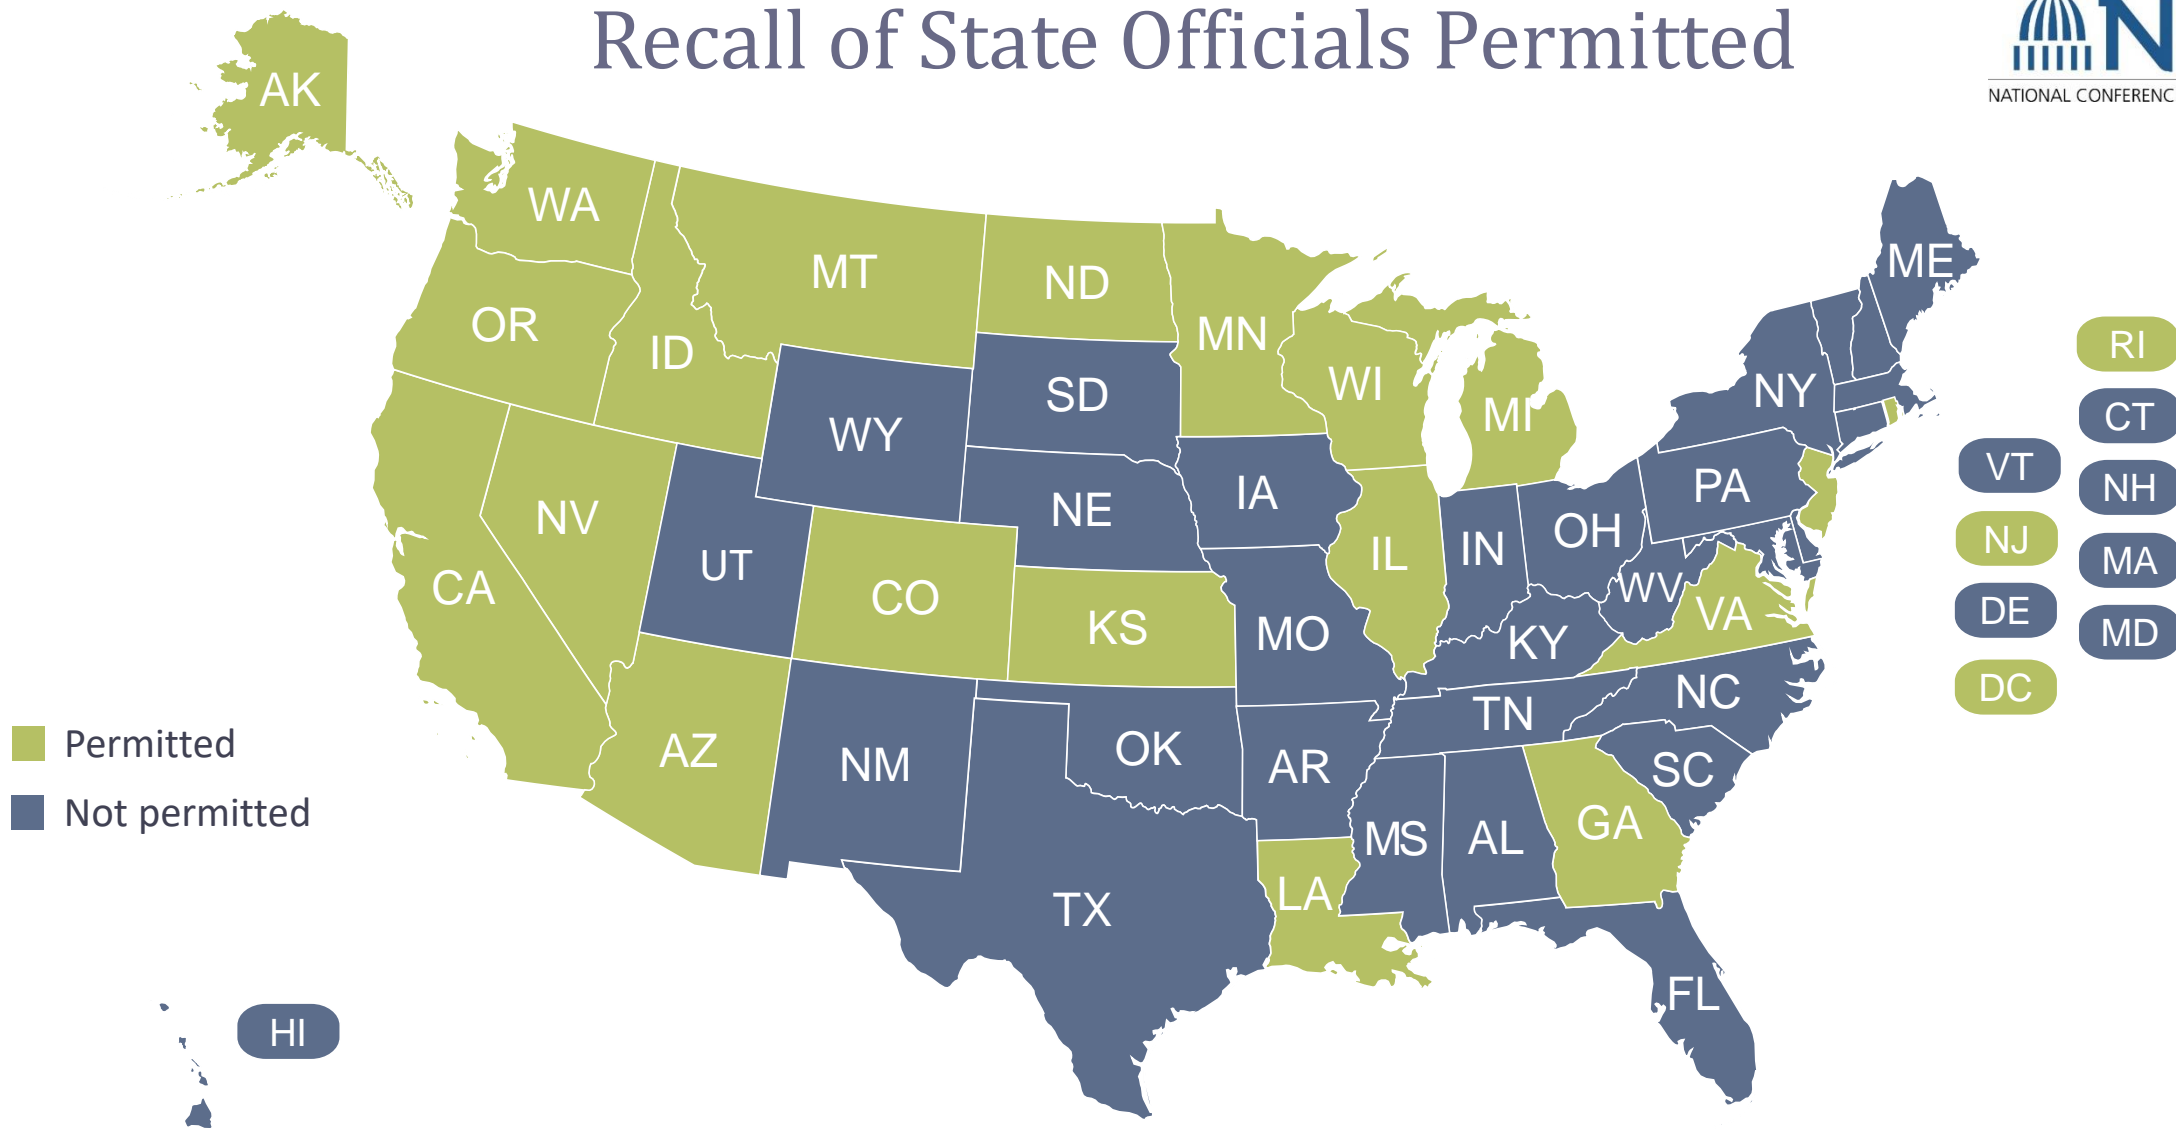 Recall of State Officials Permitted
N
NATIONAL CONFERENC
AK
WA
MT
ND
MN
ME
OR
ID
WI
MI
NY
RI
SD
WY
CT
VT
NH
NV
NE
IA
PA
UT
IL
IN
OH
NJ
MA
CA
CO
KS
MO
WV
VA
DE
MD
KY
DC
NC
TN
Permitted
AZ
NM
OK
AR
SC
Not permitted
MS
AL
GA
LA
TX
FL
HI